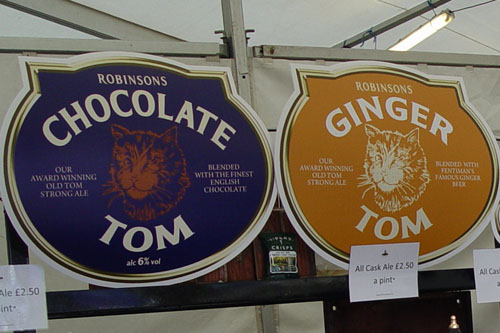 ROBINSONS
CHOCOLATE
OUR
AWARD WINNING
OLD TOM
STRONG ALE
BLENDED
WITH THE FINEST
ENGLISH
CHOCOLATE
TOM
alc 6% vol
ROBINSONS
GINGER
OUR
AWARD WINNING
OLD TOM
STRONG ALE
BLENDED WITH
FENTIMAN'S
FAMOUS GINGER
BEER
TOM
CRISPS
Ale £2.50
int*
All Cask Ale £2.50
a pint*
All Cas
a